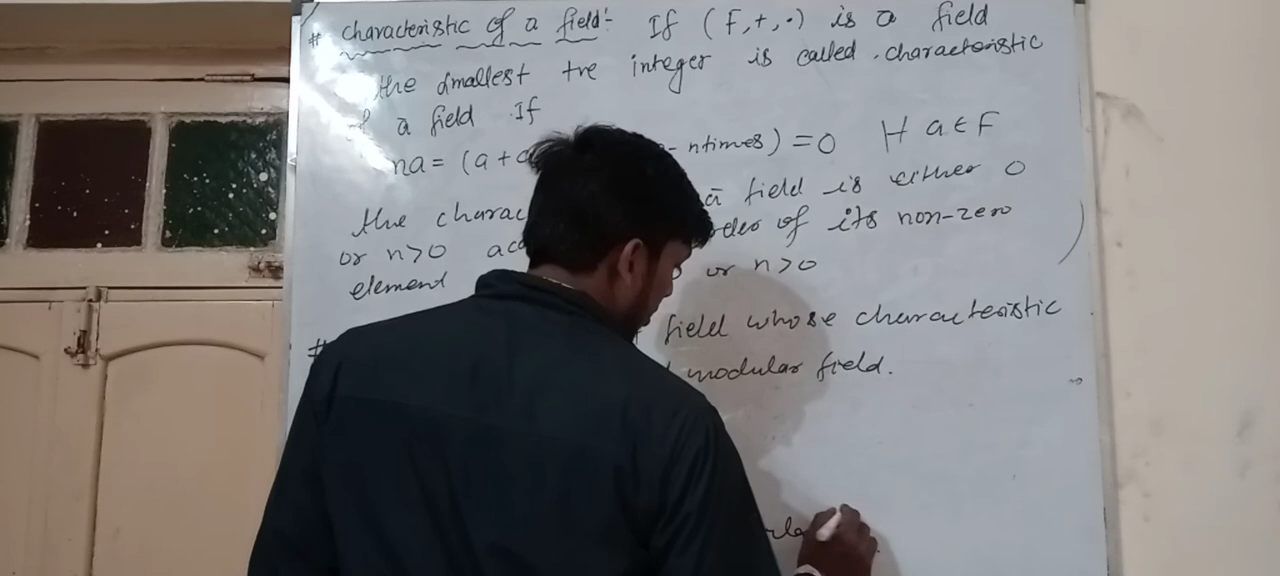 # characteristic of a field:- If (F,+,·) is a field
the smallest +ve integer is called characteristic
of a field If
na = (a+a - ntimes) = 0 ∀ a∈F
the charac a field is either 0
or n>0 acc of its non-zero
element or n>0
# field whose characteristic
modular field.